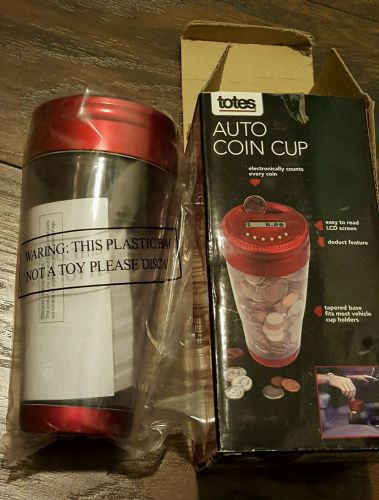 totes
AUTO
COIN CUP
electronically counts
every coin
easy to read
LCD screen
deduct feature
tapered base
fits most vehicle
cup holders
WARING: THIS PLASTIC BA
NOT A TOY PLEASE DISCA